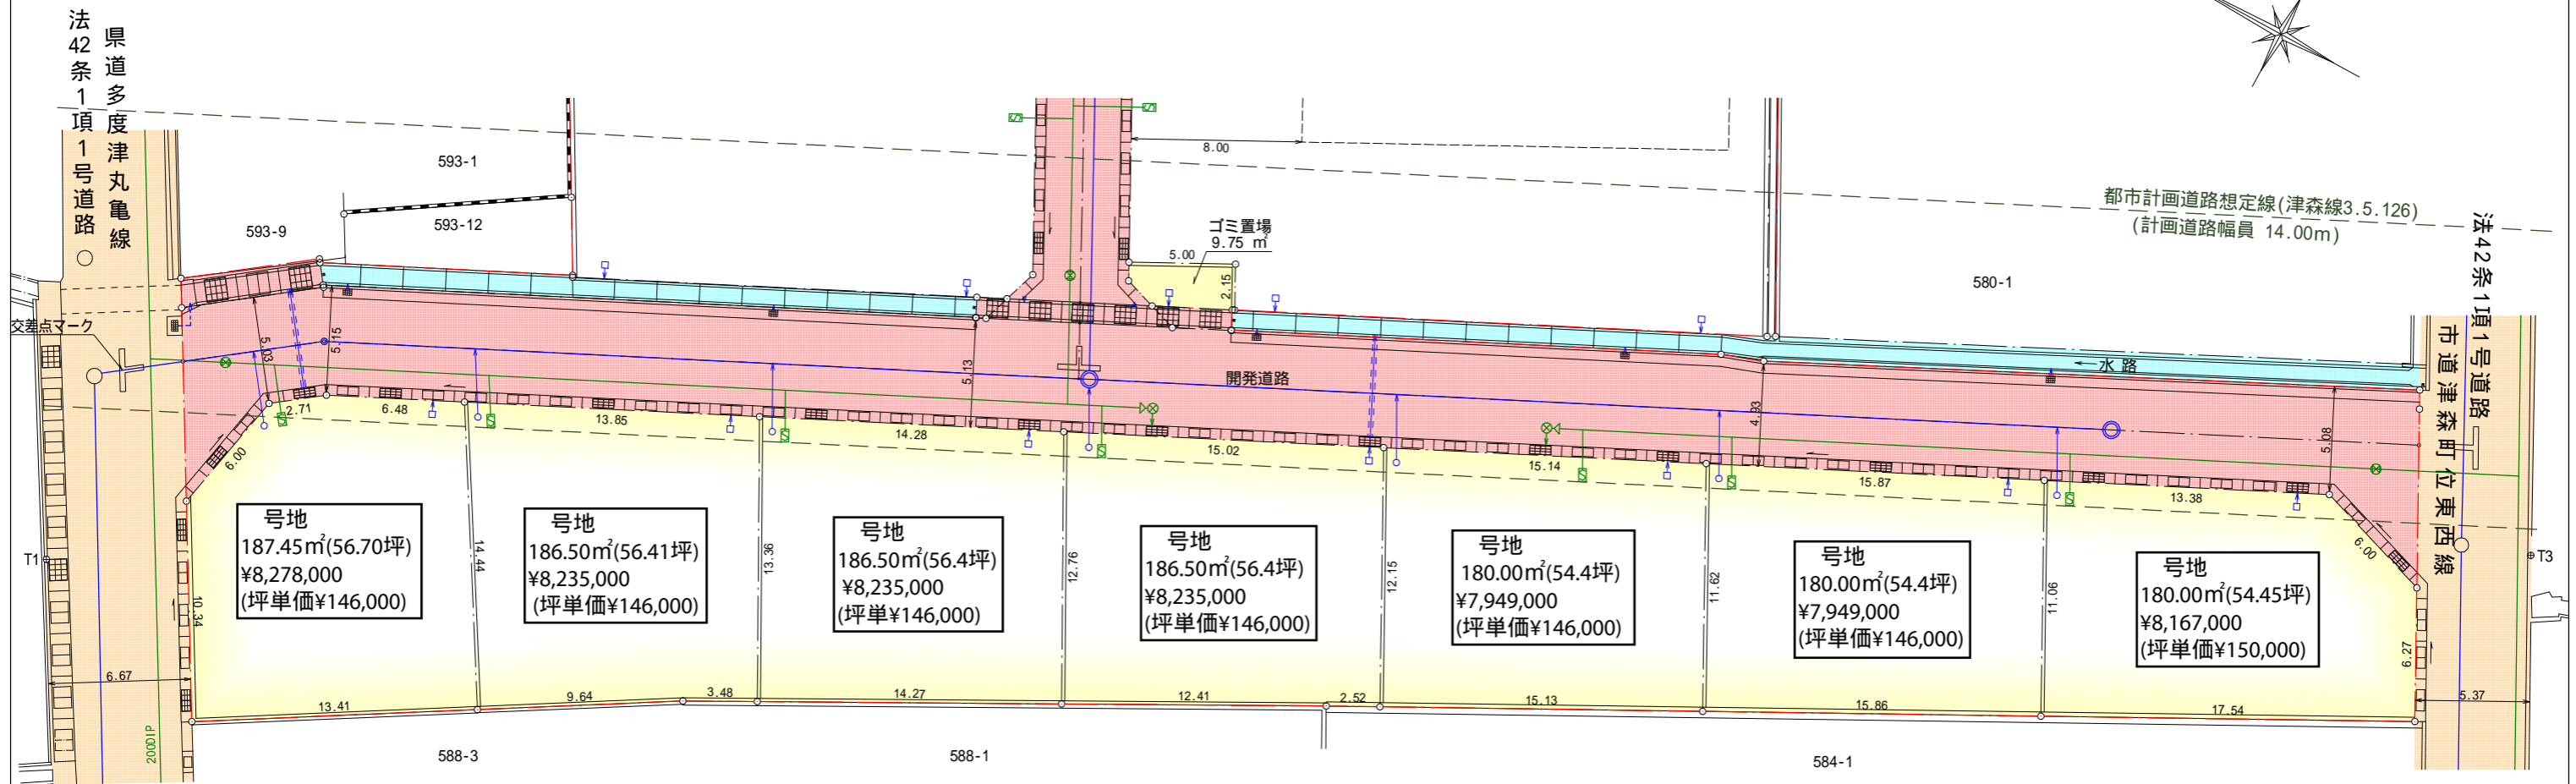 法42条1項1号道路
県道多度津丸亀線
593-1
593-9
593-12
8.00
ゴミ置場
9.75 ㎡
5.00
2.15
都市計画道路想定線(津森線3.5.126)
(計画道路幅員 14.00m)
580-1
法42条1項1号道路
市道津森町位東西線
交差点マーク
5.03
5.15
5.13
開発道路
4.93
水路
5.08
2.71
6.48
13.85
14.28
15.02
15.14
15.87
13.38
6.00
6.00
号地
187.45㎡(56.70坪)
¥8,278,000
(坪単価¥146,000)
号地
186.50㎡(56.41坪)
¥8,235,000
(坪単価¥146,000)
号地
186.50㎡(56.4坪)
¥8,235,000
(坪単¥146,000)
号地
186.50㎡(56.4坪)
¥8,235,000
(坪単価¥146,000)
号地
180.00㎡(54.4坪)
¥7,949,000
(坪単価¥146,000)
号地
180.00㎡(54.4坪)
¥7,949,000
(坪単価¥146,000)
号地
180.00㎡(54.45坪)
¥8,167,000
(坪単価¥150,000)
T1
T3
10.34
14.44
13.36
12.76
12.15
11.62
11.06
6.27
6.67
5.37
200DIP
13.41
9.64
3.48
14.27
12.41
2.52
15.13
15.86
17.54
588-3
588-1
584-1